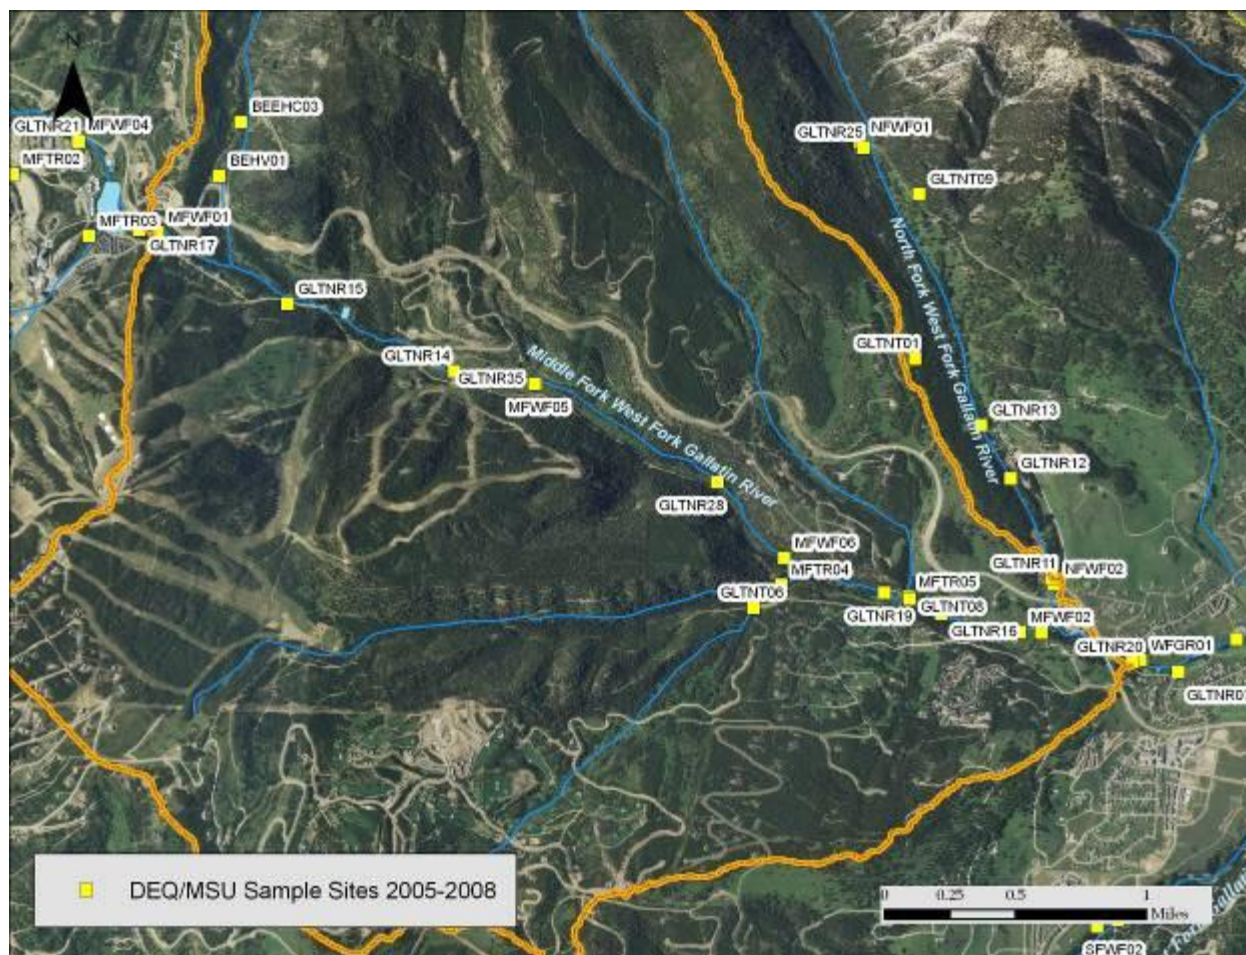 N
BEEHC03
GLTNR21 MFWF04
GLTNR25 NFWF01
MFTR02
BEHV01
GLTNT09
MFTR03 MFWF01
GLTNR17
North Fork West Fork Gallatin River
GLTNR15
GLTNT01
GLTNR14
Middle Fork West Fork Gallatin River
GLTNR35
MFWF05
GLTNR13
GLTNR12
GLTNR28
MFWF06
GLTNR11
MFTR04
NFWF02
MFTR05
GLTNT06
GLTNT08
GLTNR19
MFWF02
GLTNR16
GLTNR20 WFGR01
DEQ/MSU Sample Sites 2005-2008
0 0.25 0.5 1
Miles
SFWF02